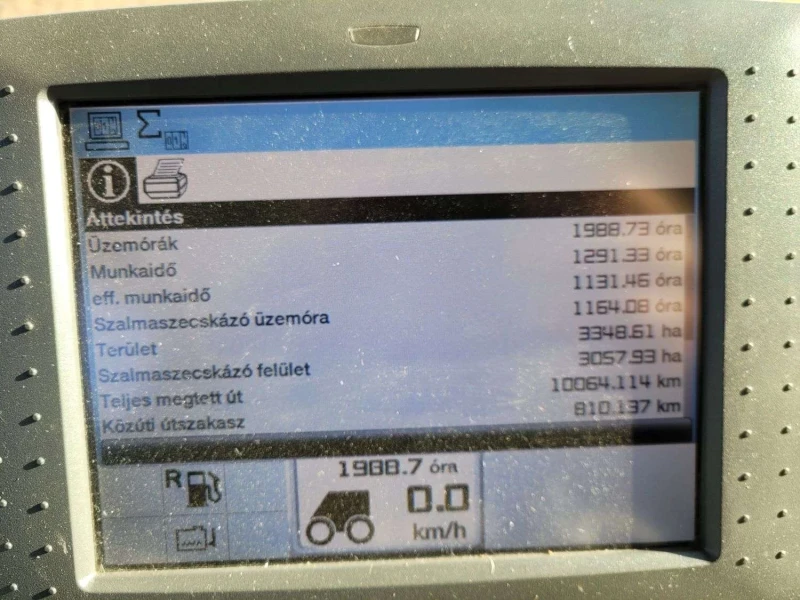 Σ
Áttekintés
Üzemórák 1988.73 óra
Munkaidő 1291.33 óra
eff. munkaidő 1131.46 óra
Szalmaszecskázó üzemóra 1164.08 óra
Terület 3348.61 ha
Szalmaszecskázó felület 3057.93 ha
Teljes megtett út 10064.114 km
Közúti útszakasz 810.137 km
R
1988.7 óra
0.0
km/h